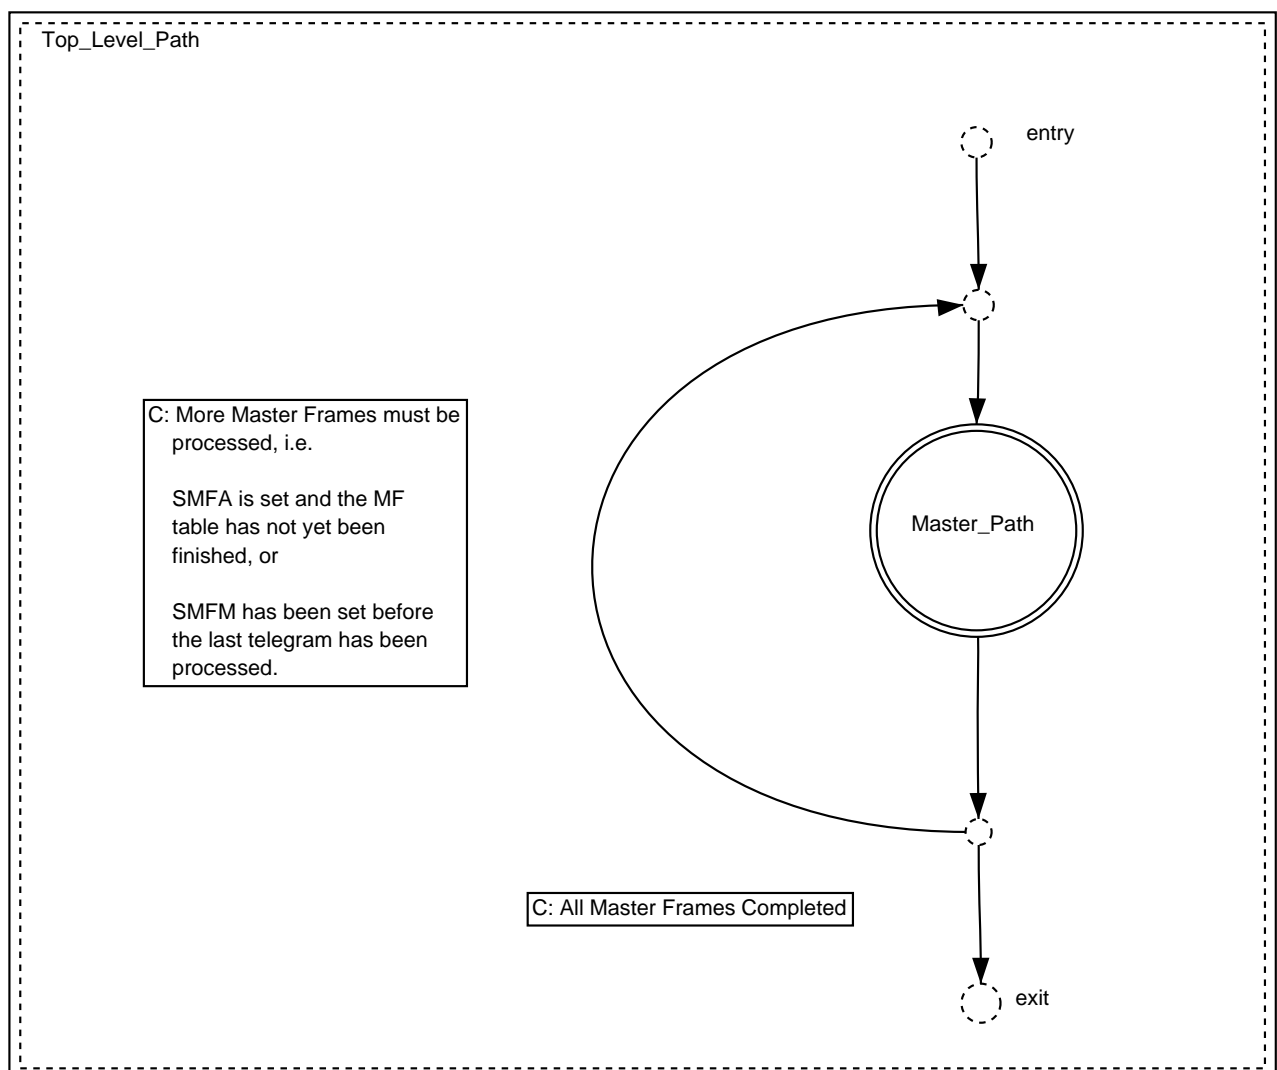 Top_Level_Path
entry
C: More Master Frames must be
processed, i.e.
SMFA is set and the MF
table has not yet been
finished, or
SMFM has been set before
the last telegram has been
processed.
Master_Path
C: All Master Frames Completed
exit